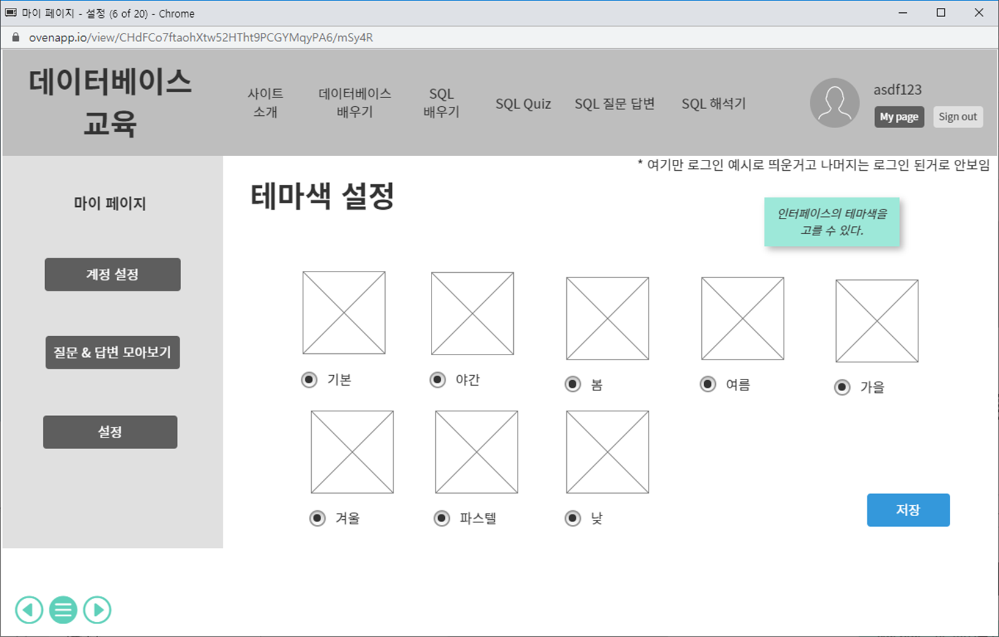 마이 페이지 - 설정 (6 of 20) - Chrome
ovenapp.io/view/CHdFCo7ftaohXtw52HTht9PCGYMqyPA6/mSy4R
데이터베이스
교육
사이트
소개
데이터베이스
배우기
SQL
배우기
SQL Quiz
SQL 질문 답변
SQL 해석기
asdf123
My page
Sign out
* 여기만 로그인 예시로 띄운거고 나머지는 로그인 된거로 안보임
마이 페이지
계정 설정
질문 & 답변 모아보기
설정
테마색 설정
인터페이스의 테마색을
고를 수 있다.
기본
야간
봄
여름
가을
겨울
파스텔
낮
저장